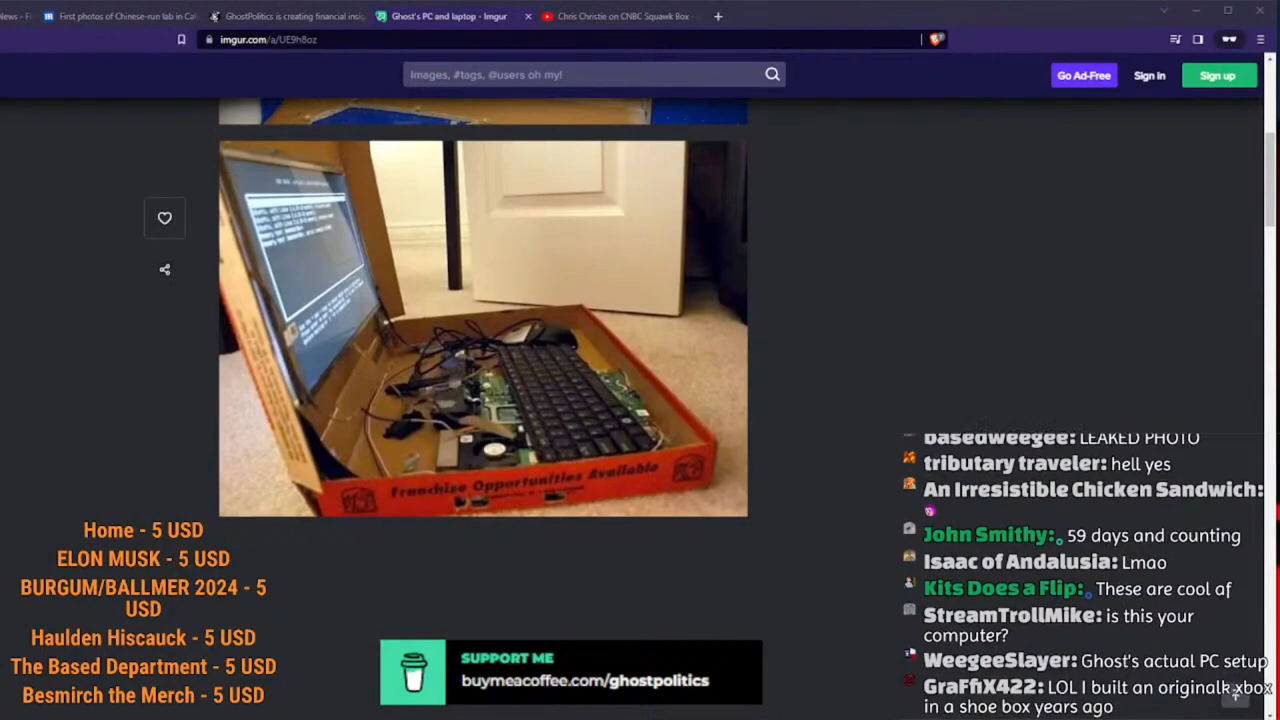 News - F
First photos of Chinese-run lab in Cal
GhostPolitics is creating financial insig
Ghost's PC and laptop - Imgur
Chris Christie on CNBC Squawk Box -
imgur.com/a/UE9h8oz
Images, #tags, @users oh my!
Go Ad-Free
Sign in
Sign up
Franchise Opportunities Available
Home - 5 USD
ELON MUSK - 5 USD
BURGUM/BALLMER 2024 - 5
USD
Haulden Hiscauck - 5 USD
The Based Department - 5 USD
Besmirch the Merch - 5 USD
SUPPORT ME
buymeacoffee.com/ghostpolitics
basedweegee: LEAKED PHOTO
tributary traveler: hell yes
An Irresistible Chicken Sandwich:
John Smithy: 59 days and counting
Isaac of Andalusia: Lmao
Kits Does a Flip: These are cool af
StreamTrollMike: is this your
computer?
WeegeeSlayer: Ghost's actual PC setup
GraFfiX422: LOL I built an original xbox
in a shoe box years ago